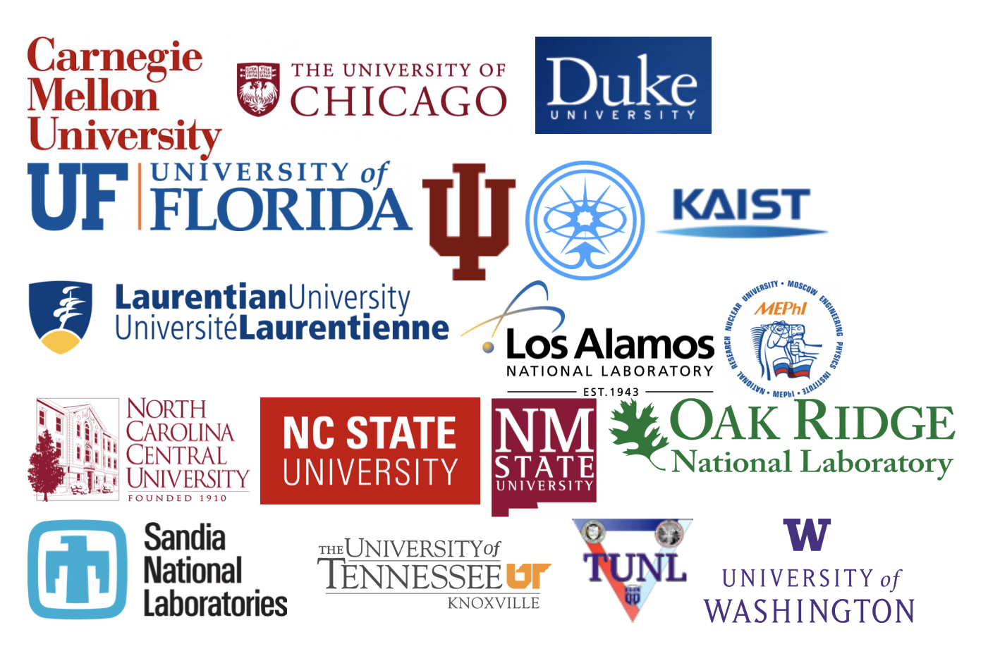 Carnegie
Mellon
University
THE UNIVERSITY OF
CHICAGO
Duke
UNIVERSITY
UF
UNIVERSITY of
FLORIDA
IU
KAIST
LaurentianUniversity
UniversitéLaurentienne
Los Alamos
NATIONAL LABORATORY
EST.1943
NATIONAL RESEARCH NUCLEAR UNIVERSITY • MOSCOW ENGINEERING PHYSICS INSTITUTE • MEPhI •
MEPhI
NORTH
CAROLINA
CENTRAL
UNIVERSITY
FOUNDED 1910
NC STATE
UNIVERSITY
NM
STATE
UNIVERSITY
OAK RIDGE
National Laboratory
Sandia
National
Laboratories
THE UNIVERSITY of
TENNESSEE UT
KNOXVILLE
TUNL
W
UNIVERSITY of
WASHINGTON